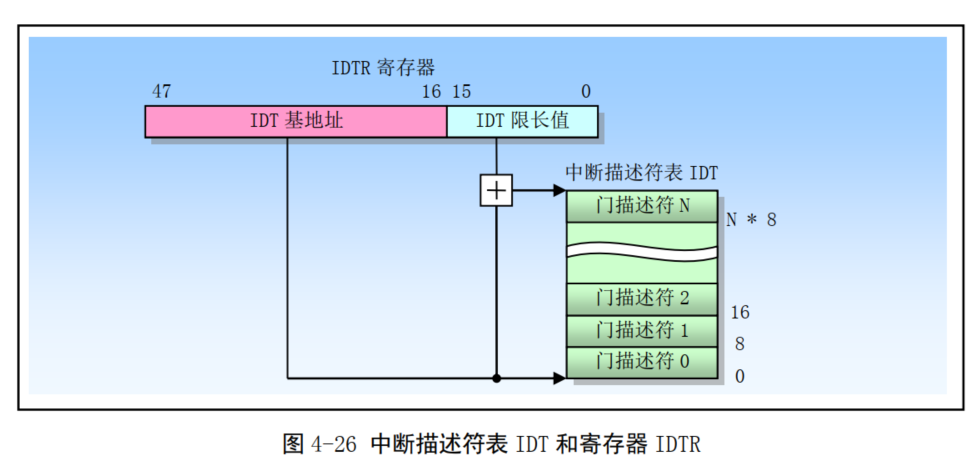 IDTR 寄存器
47 16 15 0
IDT 基地址 IDT 限长值
+
中断描述符表 IDT
门描述符 N
N * 8
门描述符 2
16
门描述符 1
8
门描述符 0
0
图 4-26 中断描述符表 IDT 和寄存器 IDTR